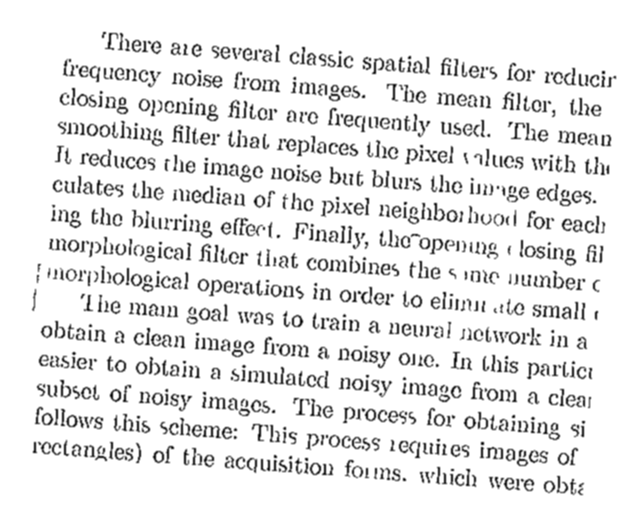 There are several classic spatial filters for reducin
frequency noise from images. The mean filter, the
closing opening filter are frequently used. The mean
smoothing filter that replaces the pixel values with the
It reduces the image noise but blurs the image edges.
culates the median of the pixel neighborhood for each
ing the blurring effect. Finally, the opening closing fil
morphological filter that combines the same number o
morphological operations in order to eliminate small
The main goal was to train a neural network in a
obtain a clean image from a noisy one. In this particu
easier to obtain a simulated noisy image from a clean
subset of noisy images. The process for obtaining si
follows this scheme: This process requires images of
rectangles) of the acquisition forms. which were obta